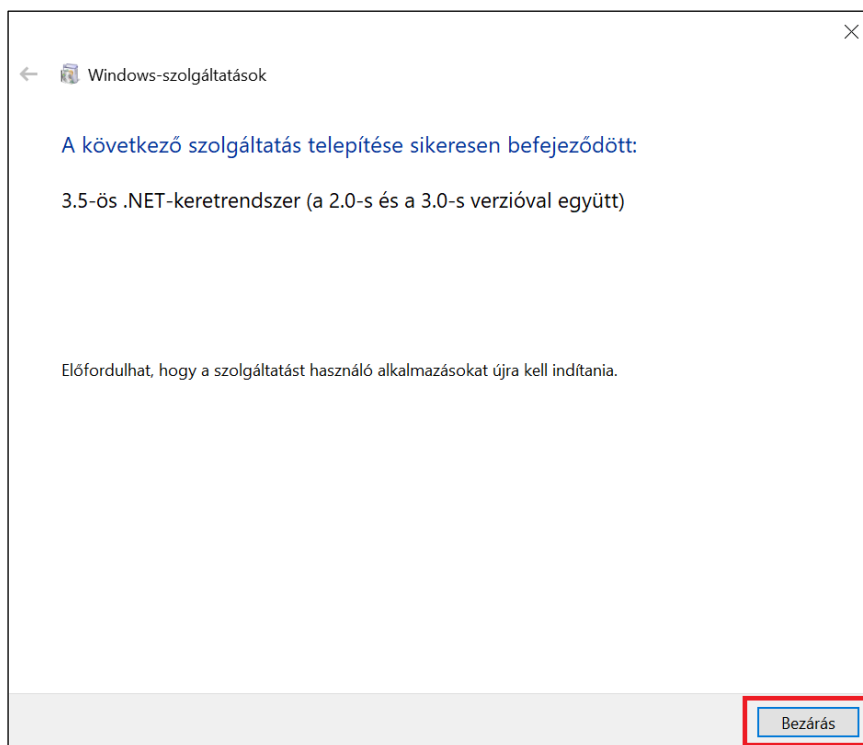 Windows-szolgáltatások
A következő szolgáltatás telepítése sikeresen befejeződött:
3.5-ös .NET-keretrendszer (a 2.0-s és a 3.0-s verzióval együtt)
Előfordulhat, hogy a szolgáltatást használó alkalmazásokat újra kell indítania.
Bezárás